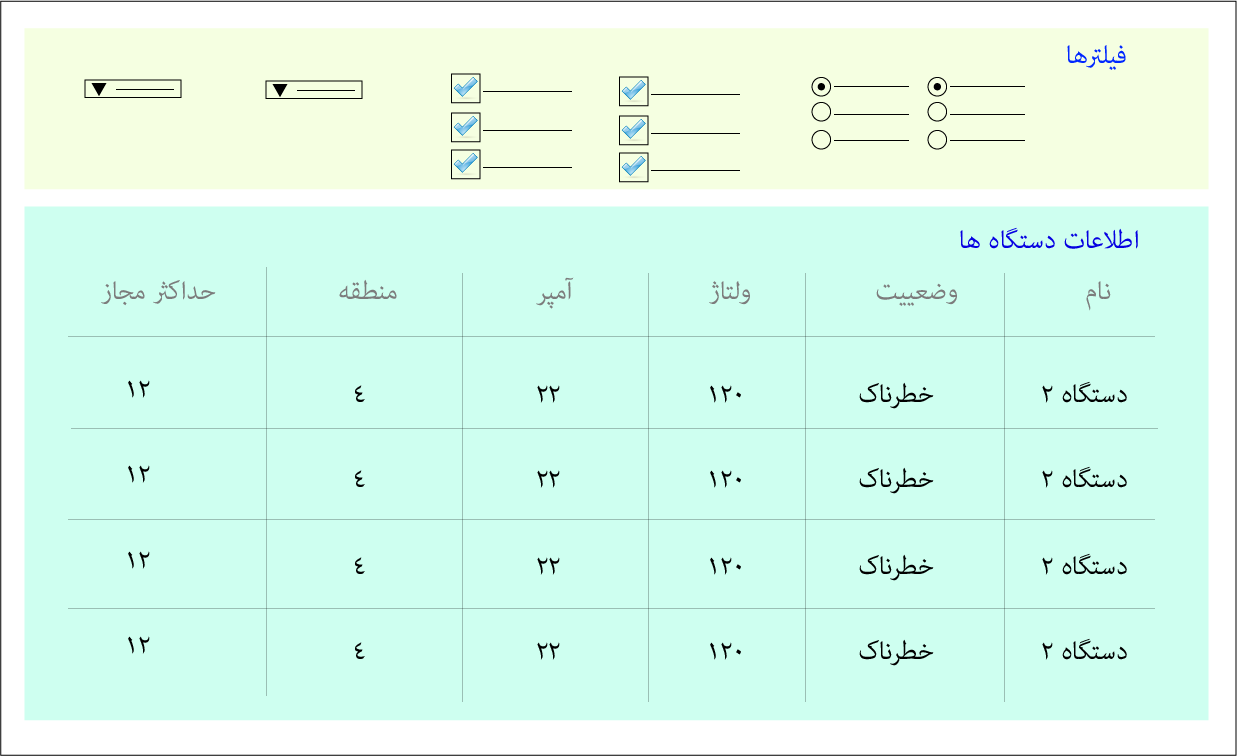 فیلترها
اطلاعات دستگاه ها
نام وضعییت ولتاژ آمپر منطقه حداکثر مجاز
دستگاه ۲ خطرناک ۱۲۰ ۲۲ ٤ ۱۲
دستگاه ۲ خطرناک ۱۲۰ ۲۲ ٤ ۱۲
دستگاه ۲ خطرناک ۱۲۰ ۲۲ ٤ ۱۲
دستگاه ۲ خطرناک ۱۲۰ ۲۲ ٤ ۱۲